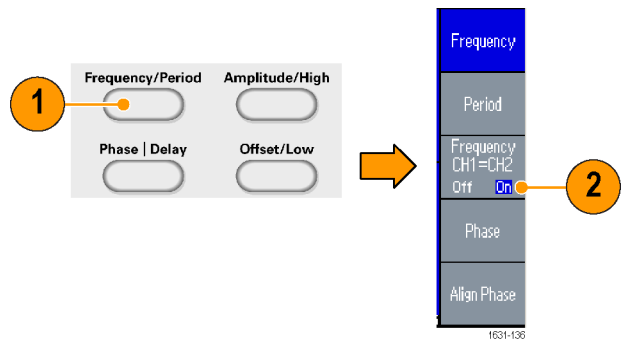 1
Frequency/Period
Amplitude/High
Phase | Delay
Offset/Low
Frequency
Period
Frequency
CH1=CH2
Off On
2
Phase
Align Phase
1631-136